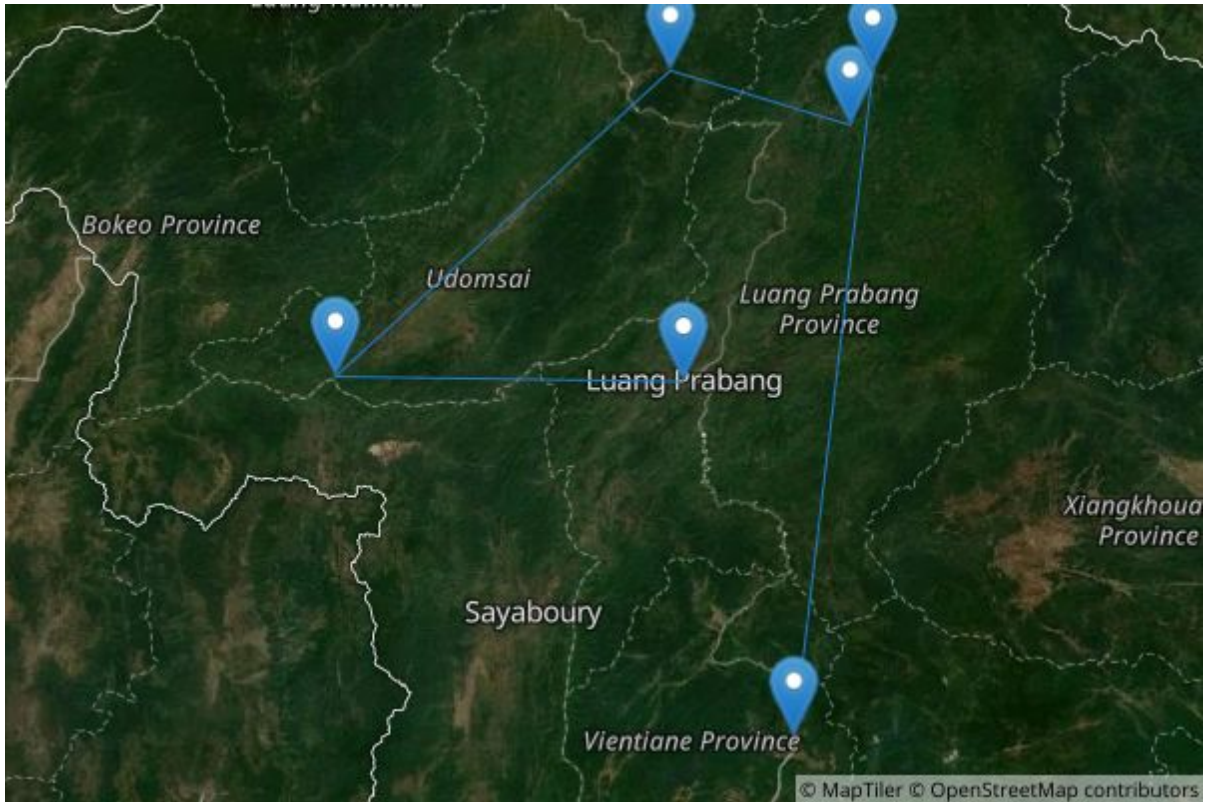 Bokeo Province
Udomsai
Luang Prabang
Province
Luang Prabang
Xiangkhoua
Province
Sayaboury
Vientiane Province
© MapTiler © OpenStreetMap contributors